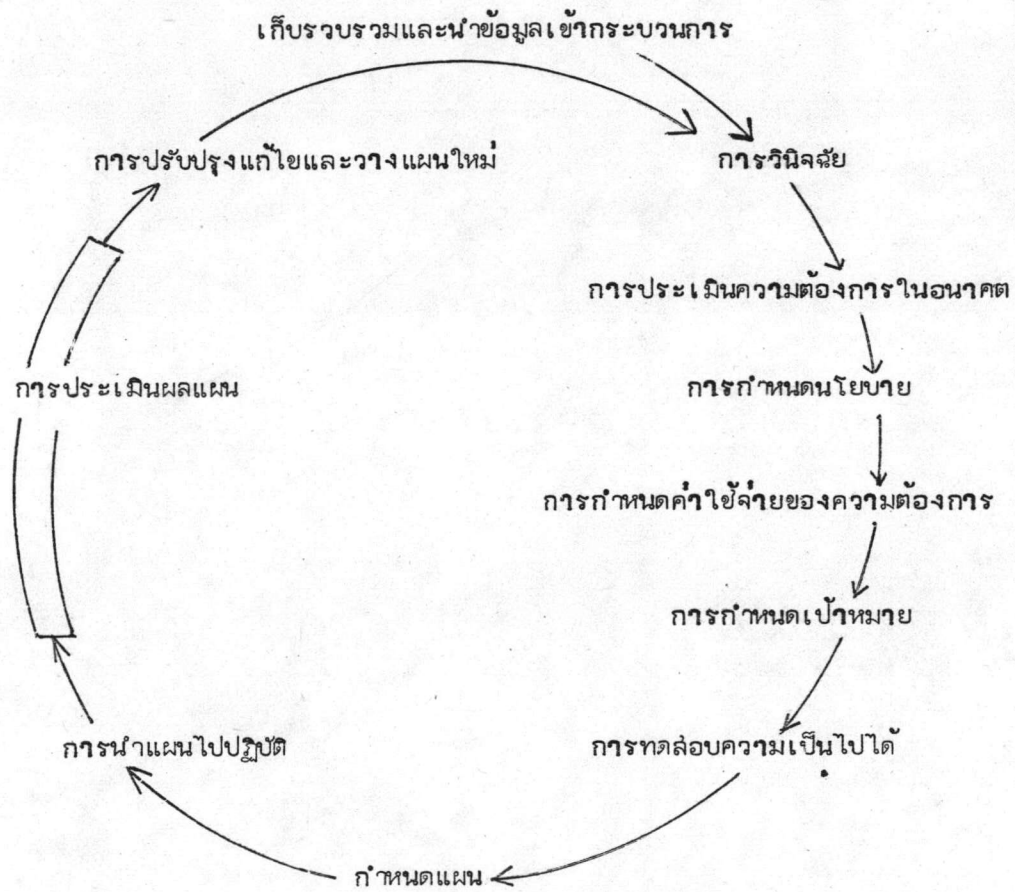 เก็บรวบรวมและนำข้อมูลเข้ากระบวนการ
การปรับปรุงแก้ไขและวางแผนใหม่
การวินิจฉัย
การประเมินความต้องการในอนาคต
การกำหนดนโยบาย
การประเมินผลแผน
การกำหนดค่าใช้จ่ายของความต้องการ
การกำหนดเป้าหมาย
การทดสอบความเป็นไปได้
การนำแผนไปปฏิบัติ
กำหนดแผน